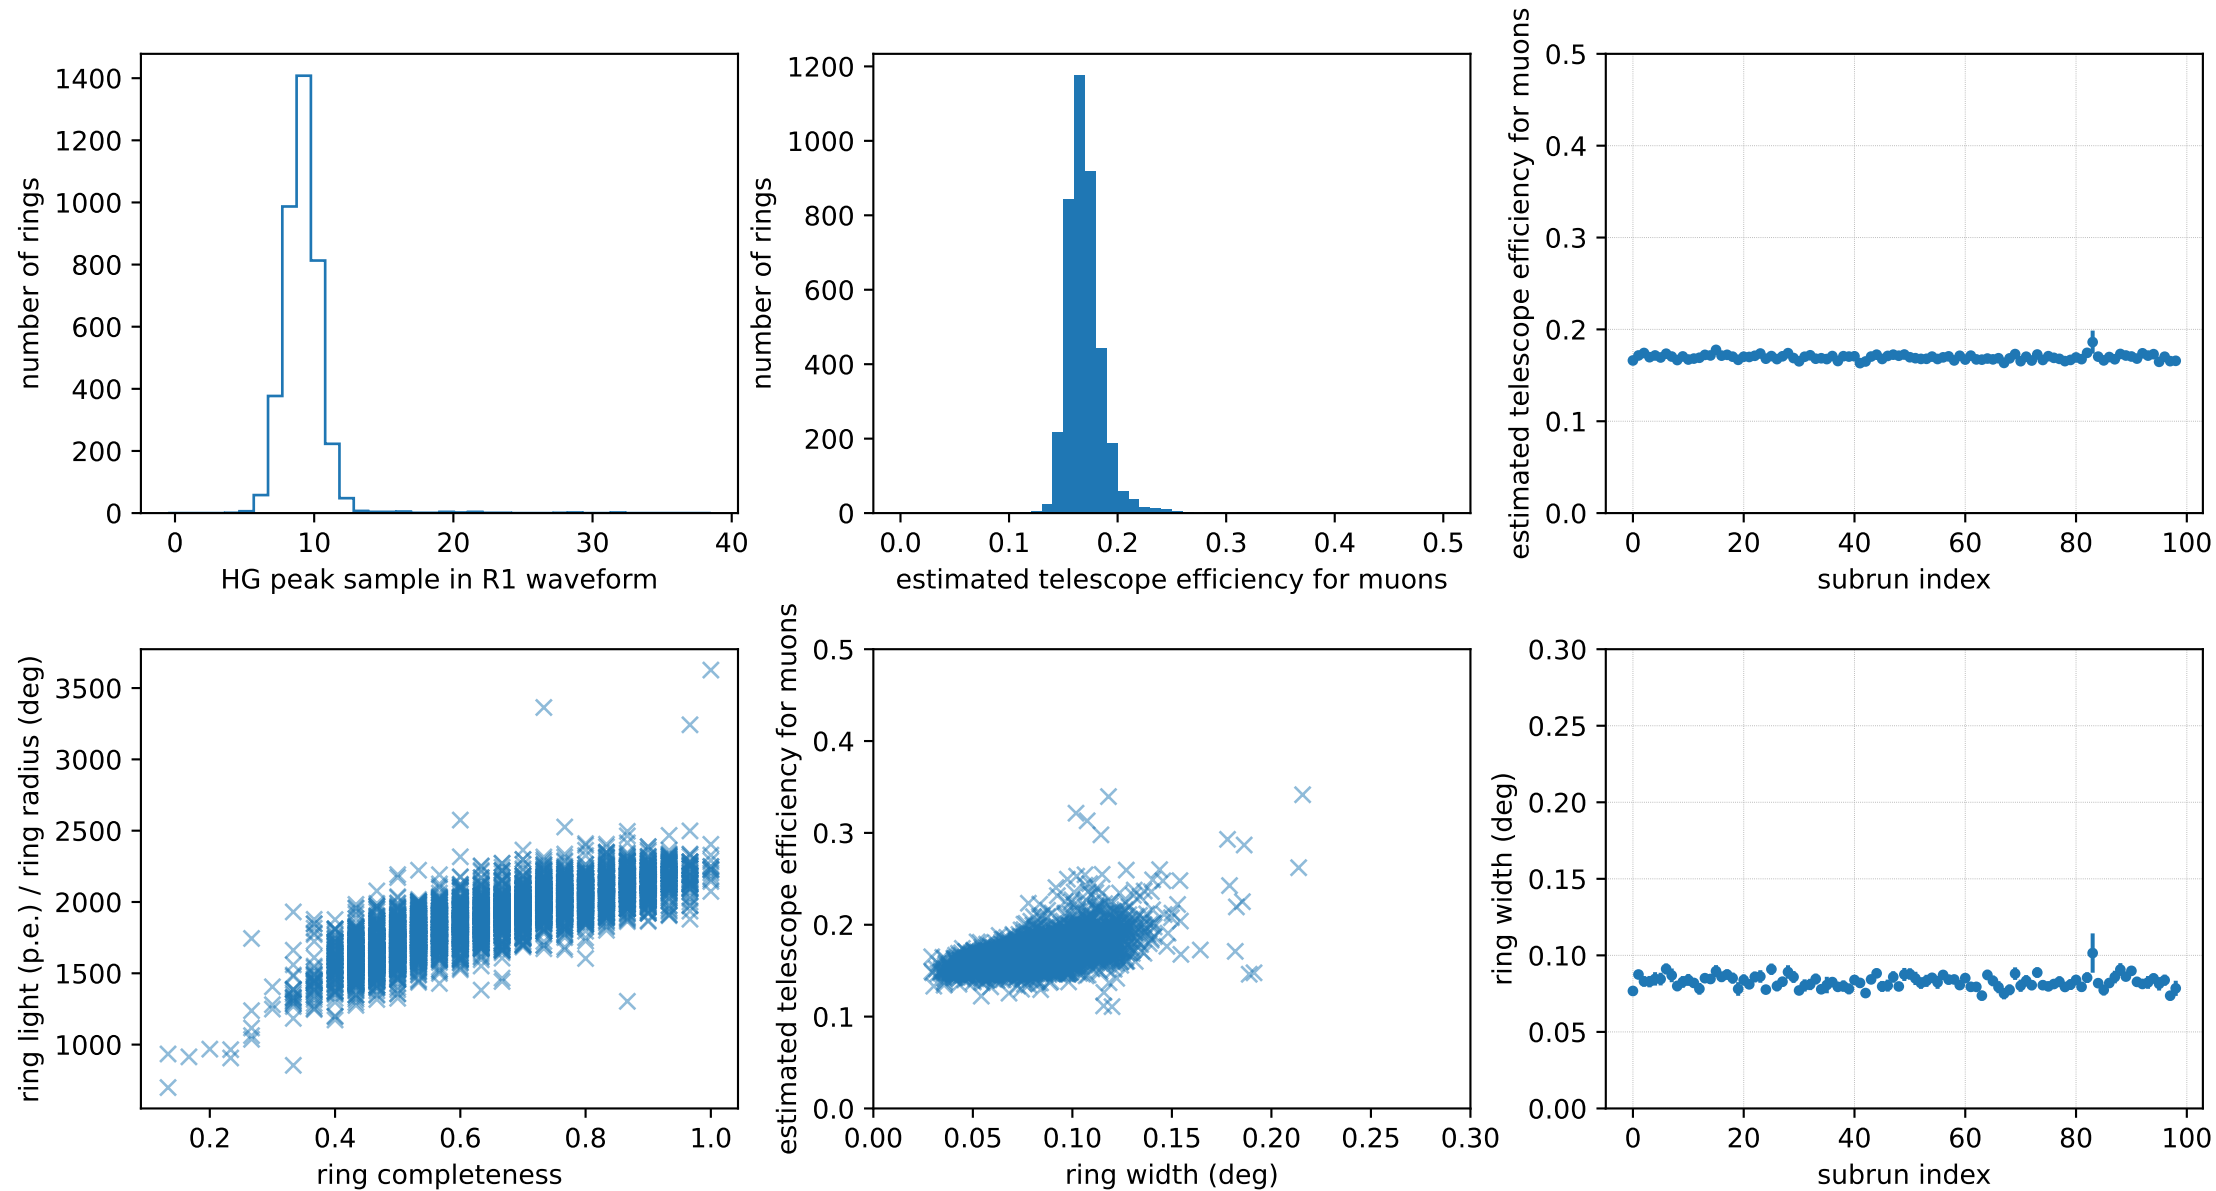 number of rings
1400
1200
1000
800
600
400
200
0
0 10 20 30 40
HG peak sample in R1 waveform
number of rings
1200
1000
800
600
400
200
0
0.0 0.1 0.2 0.3 0.4 0.5
estimated telescope efficiency for muons
estimated telescope efficiency for muons
0.5
0.4
0.3
0.2
0.1
0.0
0 20 40 60 80 100
subrun index
ring light (p.e.) / ring radius (deg)
3500
3000
2500
2000
1500
1000
0.2 0.4 0.6 0.8 1.0
ring completeness
estimated telescope efficiency for muons
0.5
0.4
0.3
0.2
0.1
0.0
0.00 0.05 0.10 0.15 0.20 0.25 0.30
ring width (deg)
ring width (deg)
0.30
0.25
0.20
0.15
0.10
0.05
0.00
0 20 40 60 80 100
subrun index